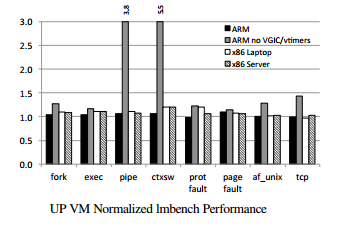 3.8
5.5
3.0
2.5
2.0
1.5
1.0
0.5
0.0
ARM
ARM no VGIC/vtimers
x86 Laptop
x86 Server
fork exec pipe ctxsw prot fault page fault af_unix tcp
UP VM Normalized lmbench Performance